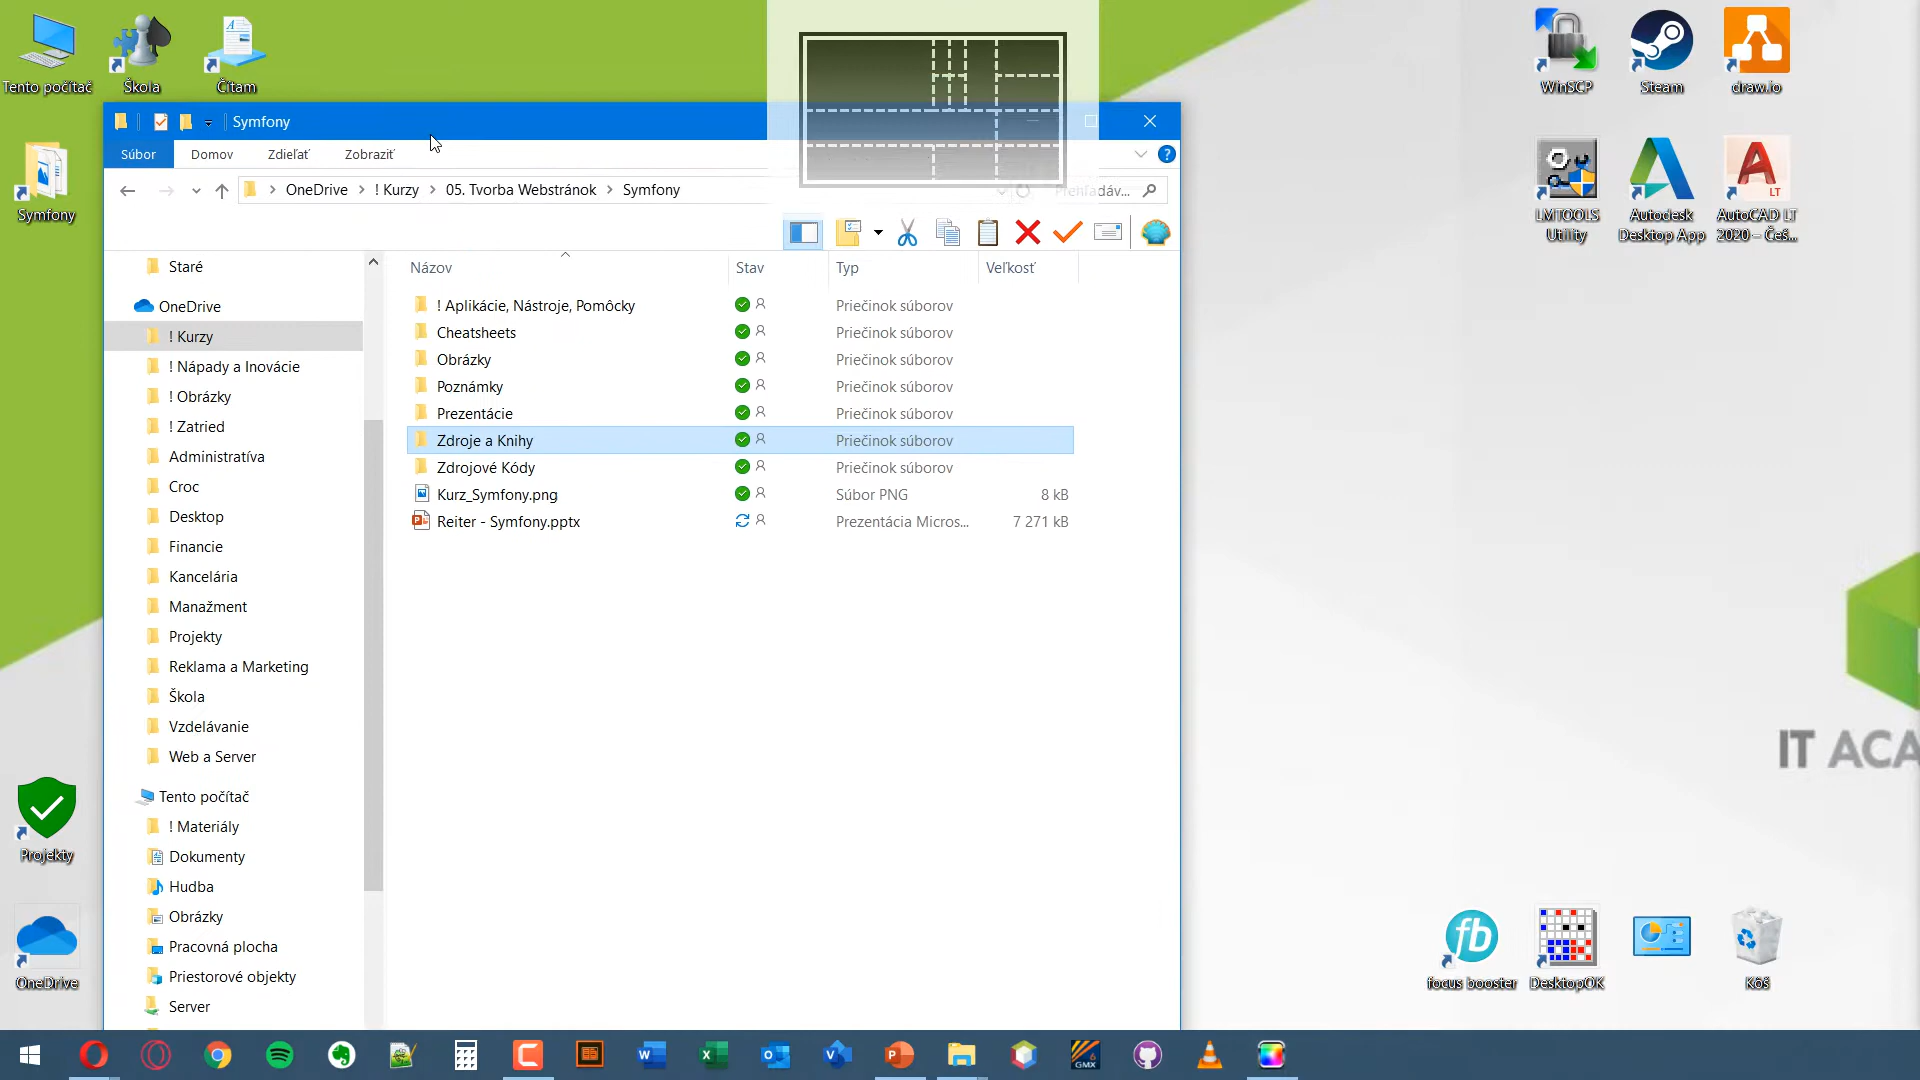 Tento počítač
Škola
Čítam
WinSCP
Steam
draw.io
Symfony
Súbor
Domov
Zdieľať
Zobraziť
?
OneDrive > ! Kurzy > 05. Tvorba Webstránok > Symfony
Prehľadáv...
Symfony
LMTOOLS
Utility
Autodesk
Desktop App
AutoCAD LT
2020 – Češ...
LT
Názov
Stav
Typ
Veľkosť
! Aplikácie, Nástroje, Pomôcky
Priečinok súborov
Cheatsheets
Priečinok súborov
Obrázky
Priečinok súborov
Poznámky
Priečinok súborov
Prezentácie
Priečinok súborov
Zdroje a Knihy
Priečinok súborov
Zdrojové Kódy
Priečinok súborov
Kurz_Symfony.png
Súbor PNG
8 kB
Reiter - Symfony.pptx
Prezentácia Micros...
7 271 kB
Staré
OneDrive
! Kurzy
! Nápady a Inovácie
! Obrázky
! Zatried
Administratíva
Croc
Desktop
Financie
Kancelária
Manažment
Projekty
Reklama a Marketing
Škola
Vzdelávanie
Web a Server
Tento počítač
! Materiály
Dokumenty
Hudba
Obrázky
Pracovná plocha
Priestorové objekty
Server
Projekty
OneDrive
IT ACA
fb
focus booster
DesktopOK
Kôš
GMX